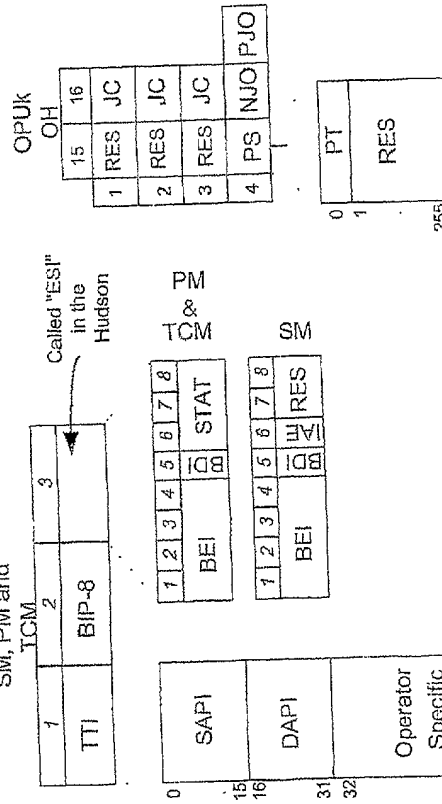 SM, PM and
TCM
1 2 3
TTI BIP-8
Called "ESI"
in the
Hudson
OPUk
OH
15 16
1 RES JC
2 RES JC
3 RES JC
4 PS NJO PJO
PM
&
TCM
1 2 3 4 5 6 7 8
BEI BDI STAT
SM
1 2 3 4 5 6 7 8
BEI BDI IAE RES
0
SAPI
15
16
DAPI
31
32
Operator
Specific
0
PT
1
RES
255